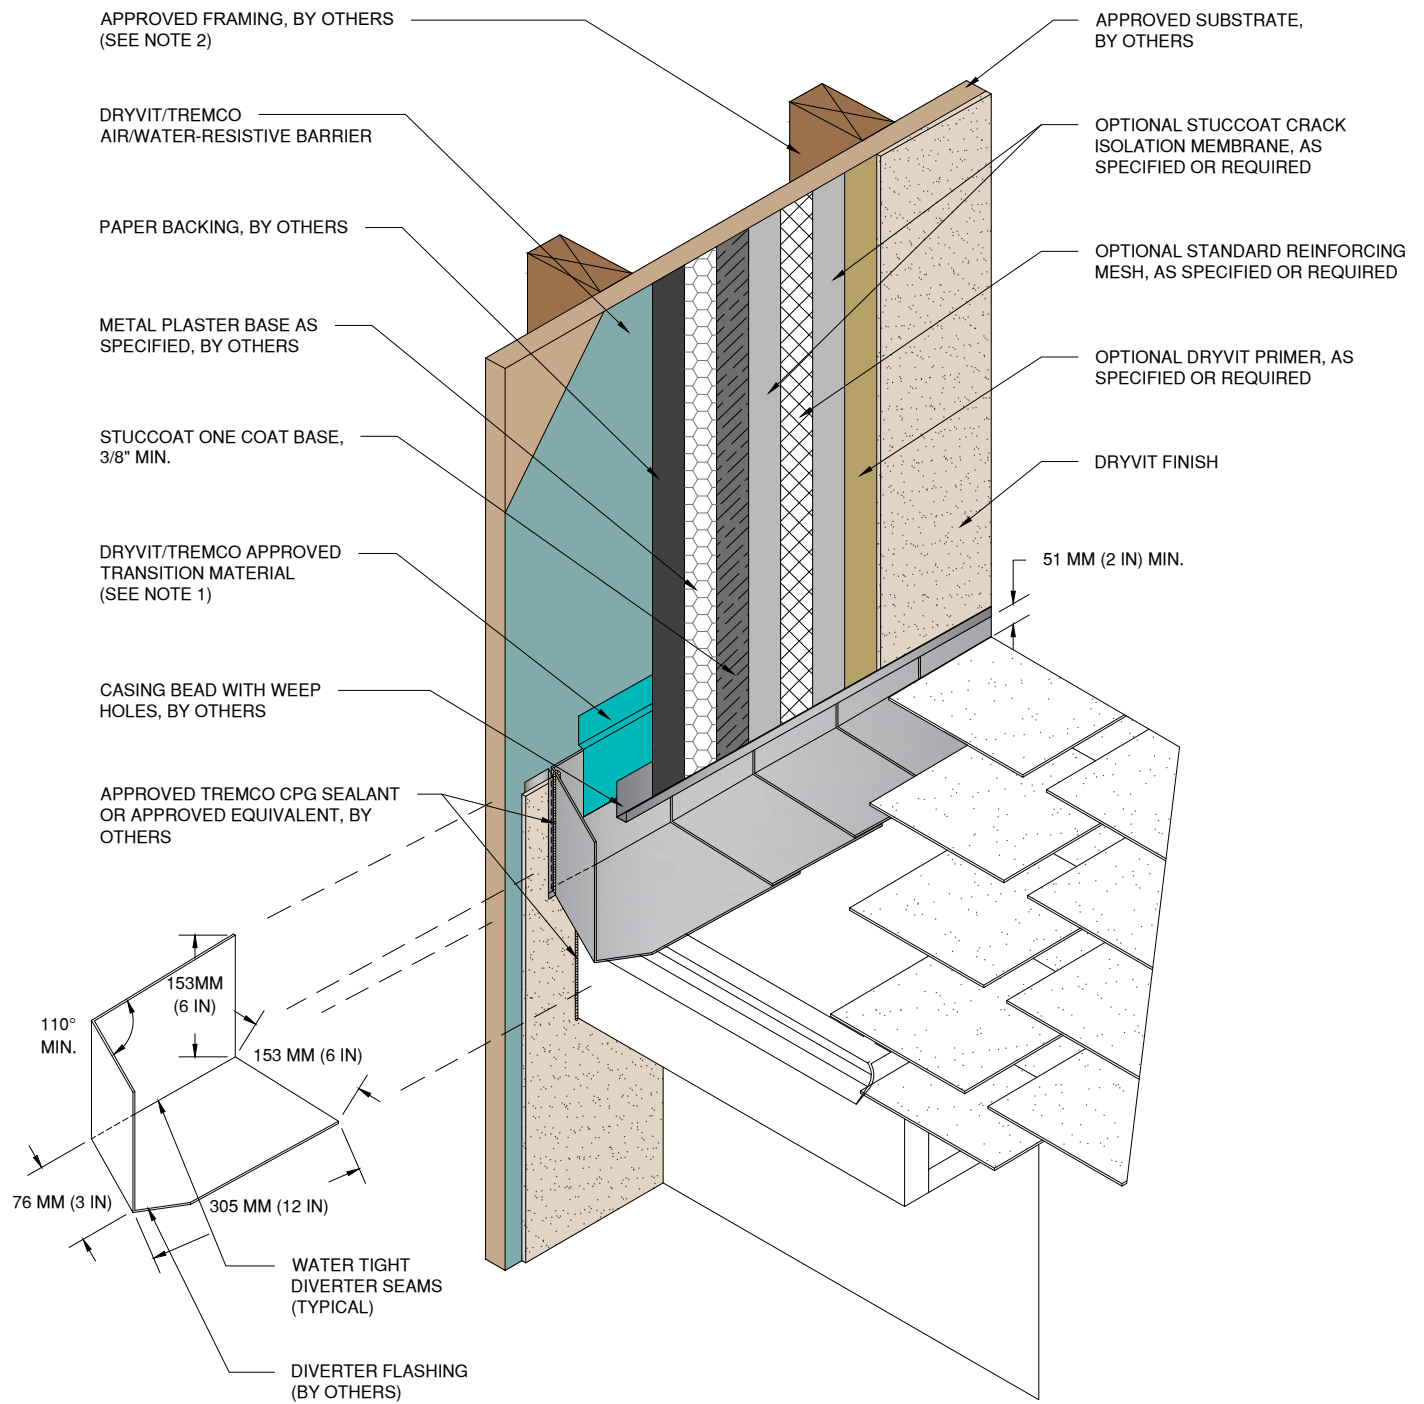 APPROVED FRAMING, BY OTHERS
(SEE NOTE 2)
DRYVIT/TREMCO
AIR/WATER-RESISTIVE BARRIER
PAPER BACKING, BY OTHERS
METAL PLASTER BASE AS
SPECIFIED, BY OTHERS
STUCCOAT ONE COAT BASE,
3/8" MIN.
DRYVIT/TREMCO APPROVED
TRANSITION MATERIAL
(SEE NOTE 1)
CASING BEAD WITH WEEP
HOLES, BY OTHERS
APPROVED TREMCO CPG SEALANT
OR APPROVED EQUIVALENT, BY
OTHERS
APPROVED SUBSTRATE,
BY OTHERS
OPTIONAL STUCCOAT CRACK
ISOLATION MEMBRANE, AS
SPECIFIED OR REQUIRED
OPTIONAL STANDARD REINFORCING
MESH, AS SPECIFIED OR REQUIRED
OPTIONAL DRYVIT PRIMER, AS
SPECIFIED OR REQUIRED
DRYVIT FINISH
51 MM (2 IN) MIN.
153MM
(6 IN)
110°
MIN.
153 MM (6 IN)
76 MM (3 IN)
305 MM (12 IN)
WATER TIGHT
DIVERTER SEAMS
(TYPICAL)
DIVERTER FLASHING
(BY OTHERS)